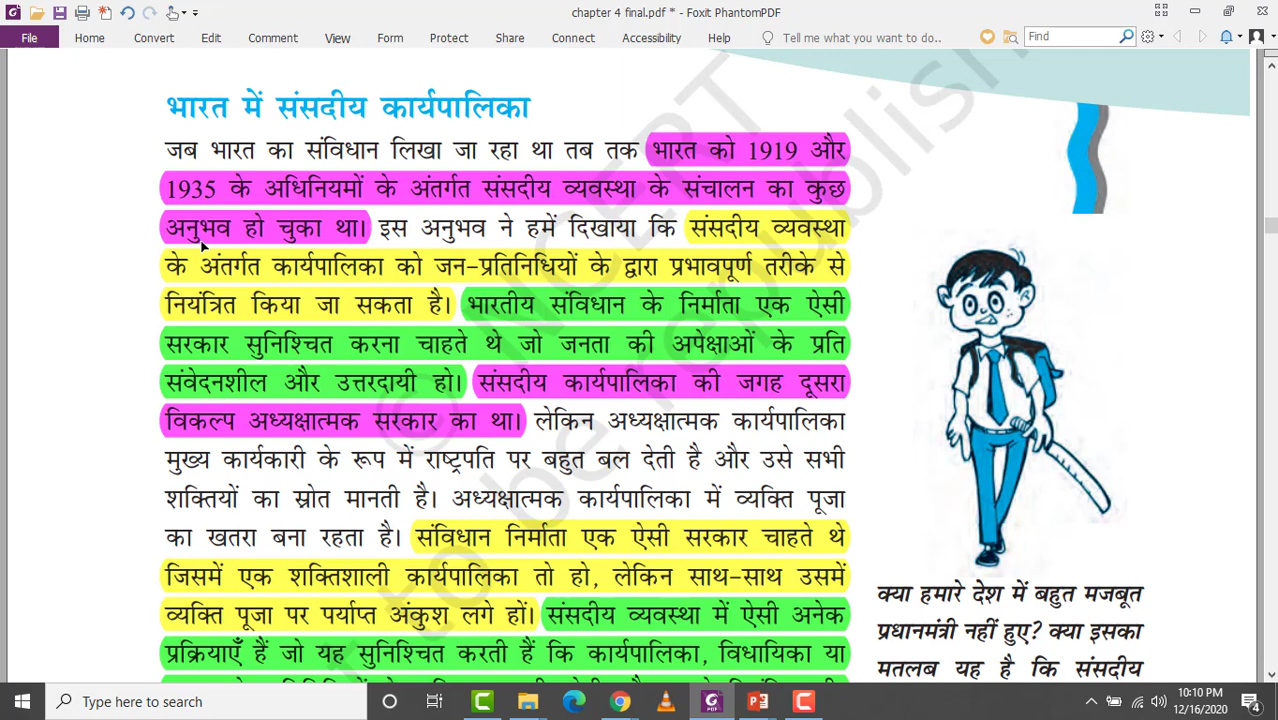 chapter 4 final.pdf * - Foxit PhantomPDF
File Home Convert Edit Comment View Form Protect Share Connect Accessibility Help Tell me what you want to do.. Find
भारत में संसदीय कार्यपालिका
जब भारत का संविधान लिखा जा रहा था तब तक भारत को 1919 और
1935 के अधिनियमों के अंतर्गत संसदीय व्यवस्था के संचालन का कुछ
अनुभव हो चुका था। इस अनुभव ने हमें दिखाया कि संसदीय व्यवस्था
के अंतर्गत कार्यपालिका को जन-प्रतिनिधियों के द्वारा प्रभावपूर्ण तरीके से
नियंत्रित किया जा सकता है। भारतीय संविधान के निर्माता एक ऐसी
सरकार सुनिश्चित करना चाहते थे जो जनता की अपेक्षाओं के प्रति
संवेदनशील और उत्तरदायी हो। संसदीय कार्यपालिका की जगह दूसरा
विकल्प अध्यक्षात्मक सरकार का था। लेकिन अध्यक्षात्मक कार्यपालिका
मुख्य कार्यकारी के रूप में राष्ट्रपति पर बहुत बल देती है और उसे सभी
शक्तियों का स्रोत मानती है। अध्यक्षात्मक कार्यपालिका में व्यक्ति पूजा
का खतरा बना रहता है। संविधान निर्माता एक ऐसी सरकार चाहते थे
जिसमें एक शक्तिशाली कार्यपालिका तो हो, लेकिन साथ-साथ उसमें
व्यक्ति पूजा पर पर्याप्त अंकुश लगे हों। संसदीय व्यवस्था में ऐसी अनेक
प्रक्रियाएँ हैं जो यह सुनिश्चित करती हैं कि कार्यपालिका, विधायिका या
क्या हमारे देश में बहुत मजबूत
प्रधानमंत्री नहीं हुए? क्या इसका
मतलब यह है कि संसदीय
© NCERT
be republish
Type here to search
10:10 PM
12/16/2020
4